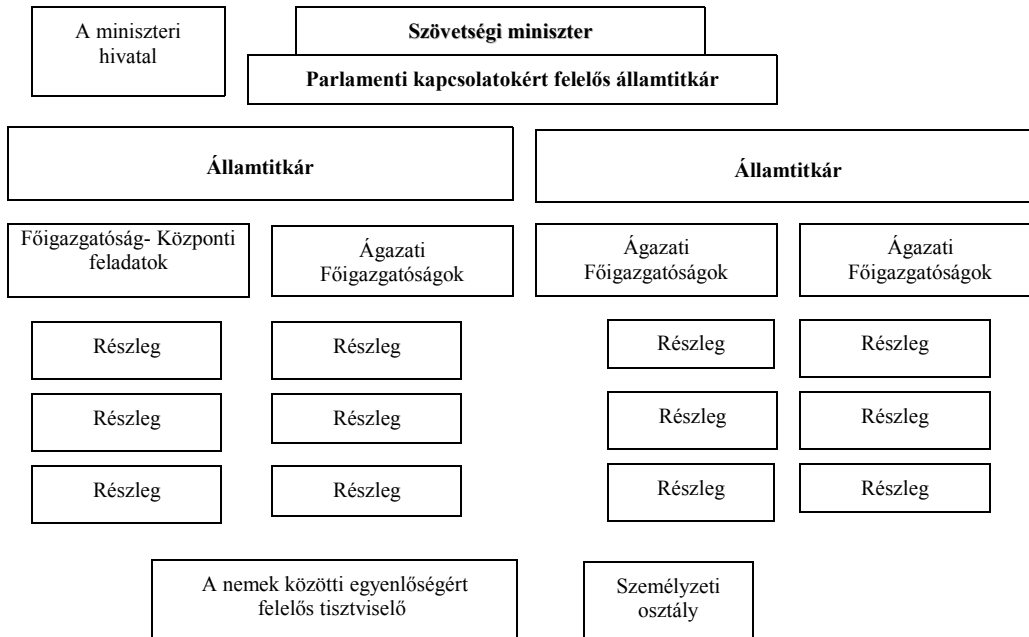 A miniszteri
hivatal
Szövetségi miniszter
Parlamenti kapcsolatokért felelős államtitkár
Államtitkár
Államtitkár
Főigazgatóság- Központi
feladatok
Ágazati
Főigazgatóságok
Ágazati
Főigazgatóságok
Ágazati
Főigazgatóságok
Részleg
Részleg
Részleg
Részleg
Részleg
Részleg
Részleg
Részleg
Részleg
Részleg
Részleg
Részleg
A nemek közötti egyenlőségért
felelős tisztviselő
Személyzeti
osztály